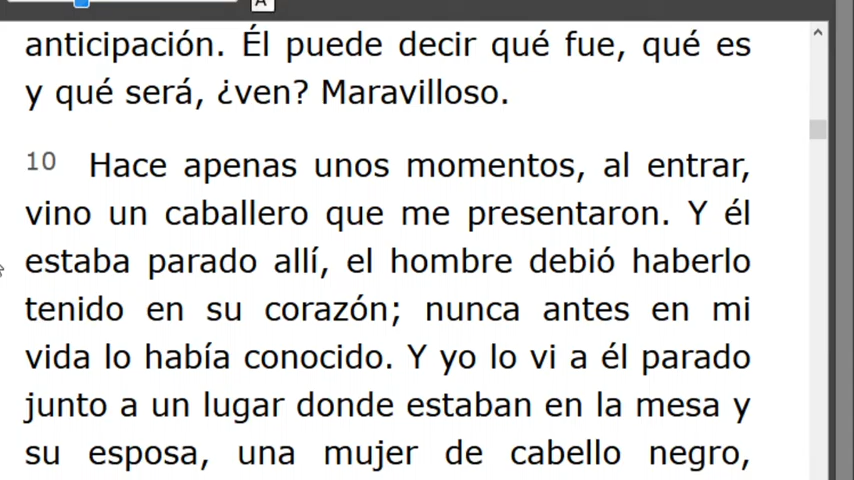 A
anticipación. Él puede decir qué fue, qué es
y qué será, ¿ven? Maravilloso.
10 Hace apenas unos momentos, al entrar,
vino un caballero que me presentaron. Y él
estaba parado allí, el hombre debió haberlo
tenido en su corazón; nunca antes en mi
vida lo había conocido. Y yo lo vi a él parado
junto a un lugar donde estaban en la mesa y
su esposa, una mujer de cabello negro,